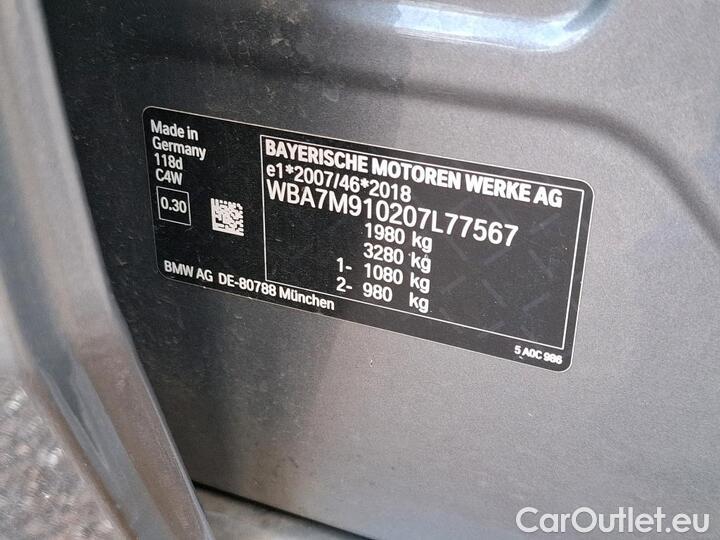 Made in
Germany
118d
C4W
0.30
BMW AG DE-80788 München
BAYERISCHE MOTOREN WERKE AG
e1*2007/46*2018
WBA7M910207L77567
1980 kg
3280 kg
1- 1080 kg
2- 980 kg
5 A0C 986
CarOutlet.eu